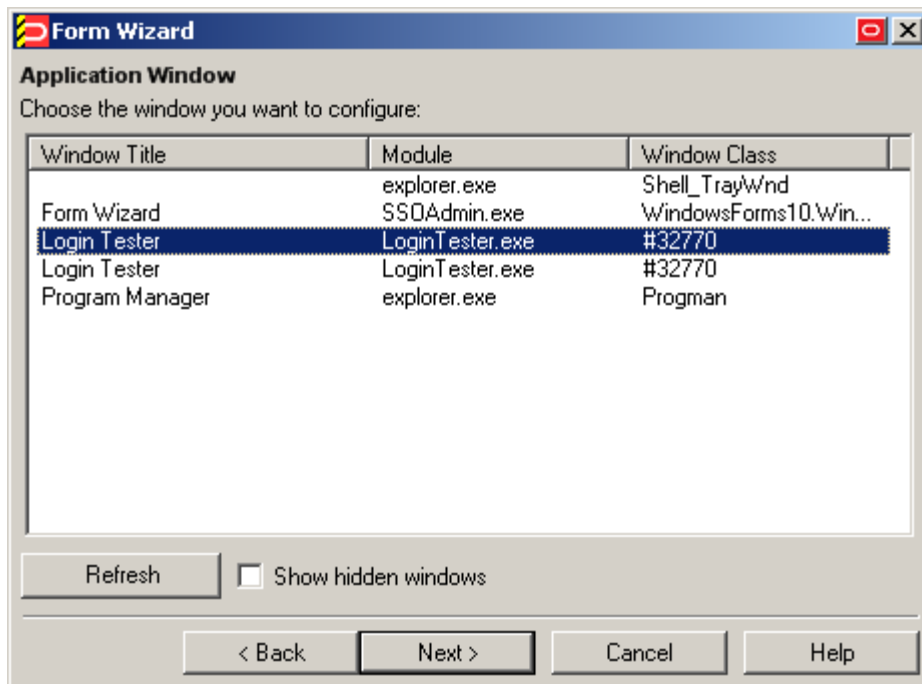 Form Wizard
Application Window
Choose the window you want to configure:
Window Title Module Window Class
explorer.exe Shell_TrayWnd
Form Wizard SSOAdmin.exe WindowsForms10.Win...
Login Tester LoginTester.exe #32770
Login Tester LoginTester.exe #32770
Program Manager explorer.exe Progman
Refresh Show hidden windows
< Back Next > Cancel Help